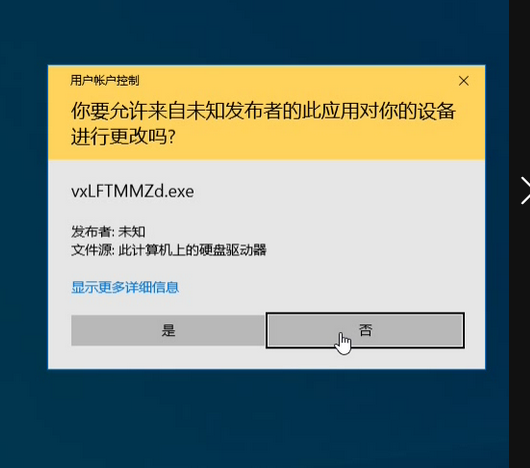 用户帐户控制
你要允许来自未知发布者的此应用对你的设备
进行更改吗?
vxLFTMMZd.exe
发布者: 未知
文件源: 此计算机上的硬盘驱动器
显示更多详细信息
是
否